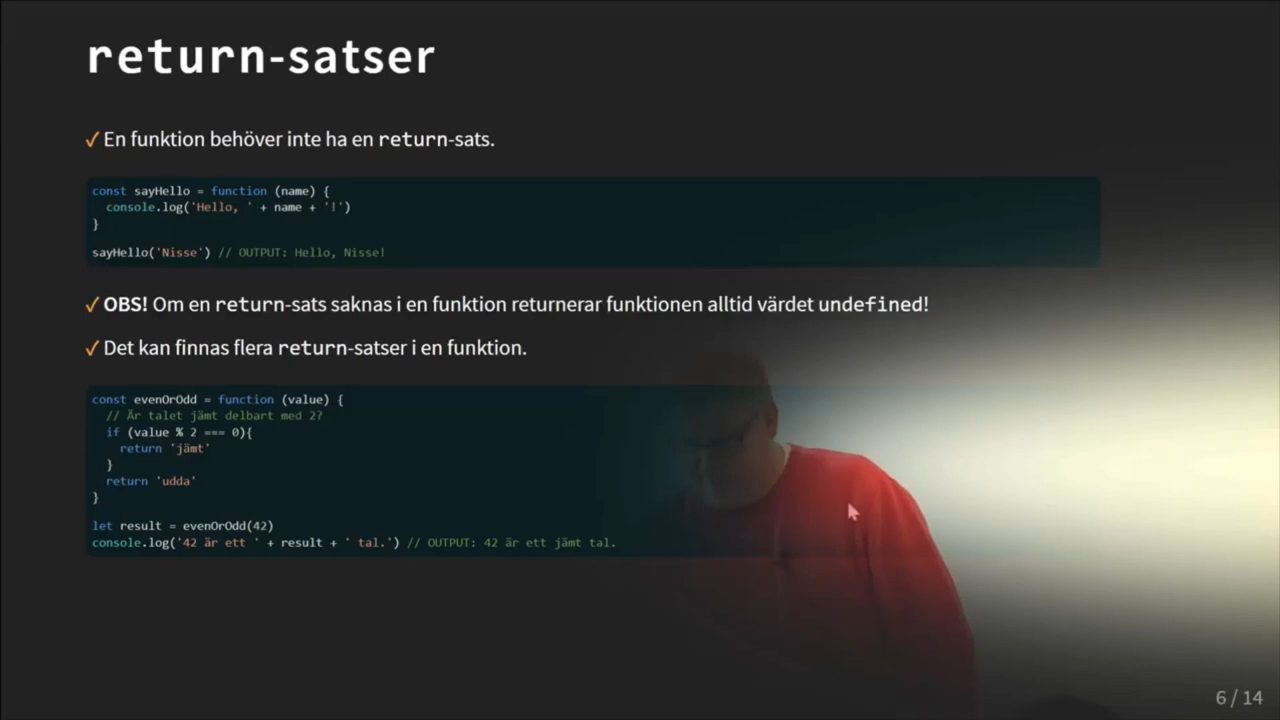 return-satser
✓ En funktion behöver inte ha en return-sats.
const sayHello = function (name) {
  console.log('Hello, ' + name + '!')
}
sayHello('Nisse') // OUTPUT: Hello, Nisse!
✓ OBS! Om en return-sats saknas i en funktion returnerar funktionen alltid värdet undefined!
✓ Det kan finnas flera return-satser i en funktion.
const evenOrOdd = function (value) {
  // Är talet jämt delbart med 2?
  if (value % 2 === 0){
    return 'jämt'
  }
  return 'udda'
}
let result = evenOrOdd(42)
console.log('42 är ett ' + result + ' tal.') // OUTPUT: 42 är ett jämt tal.
6 / 14